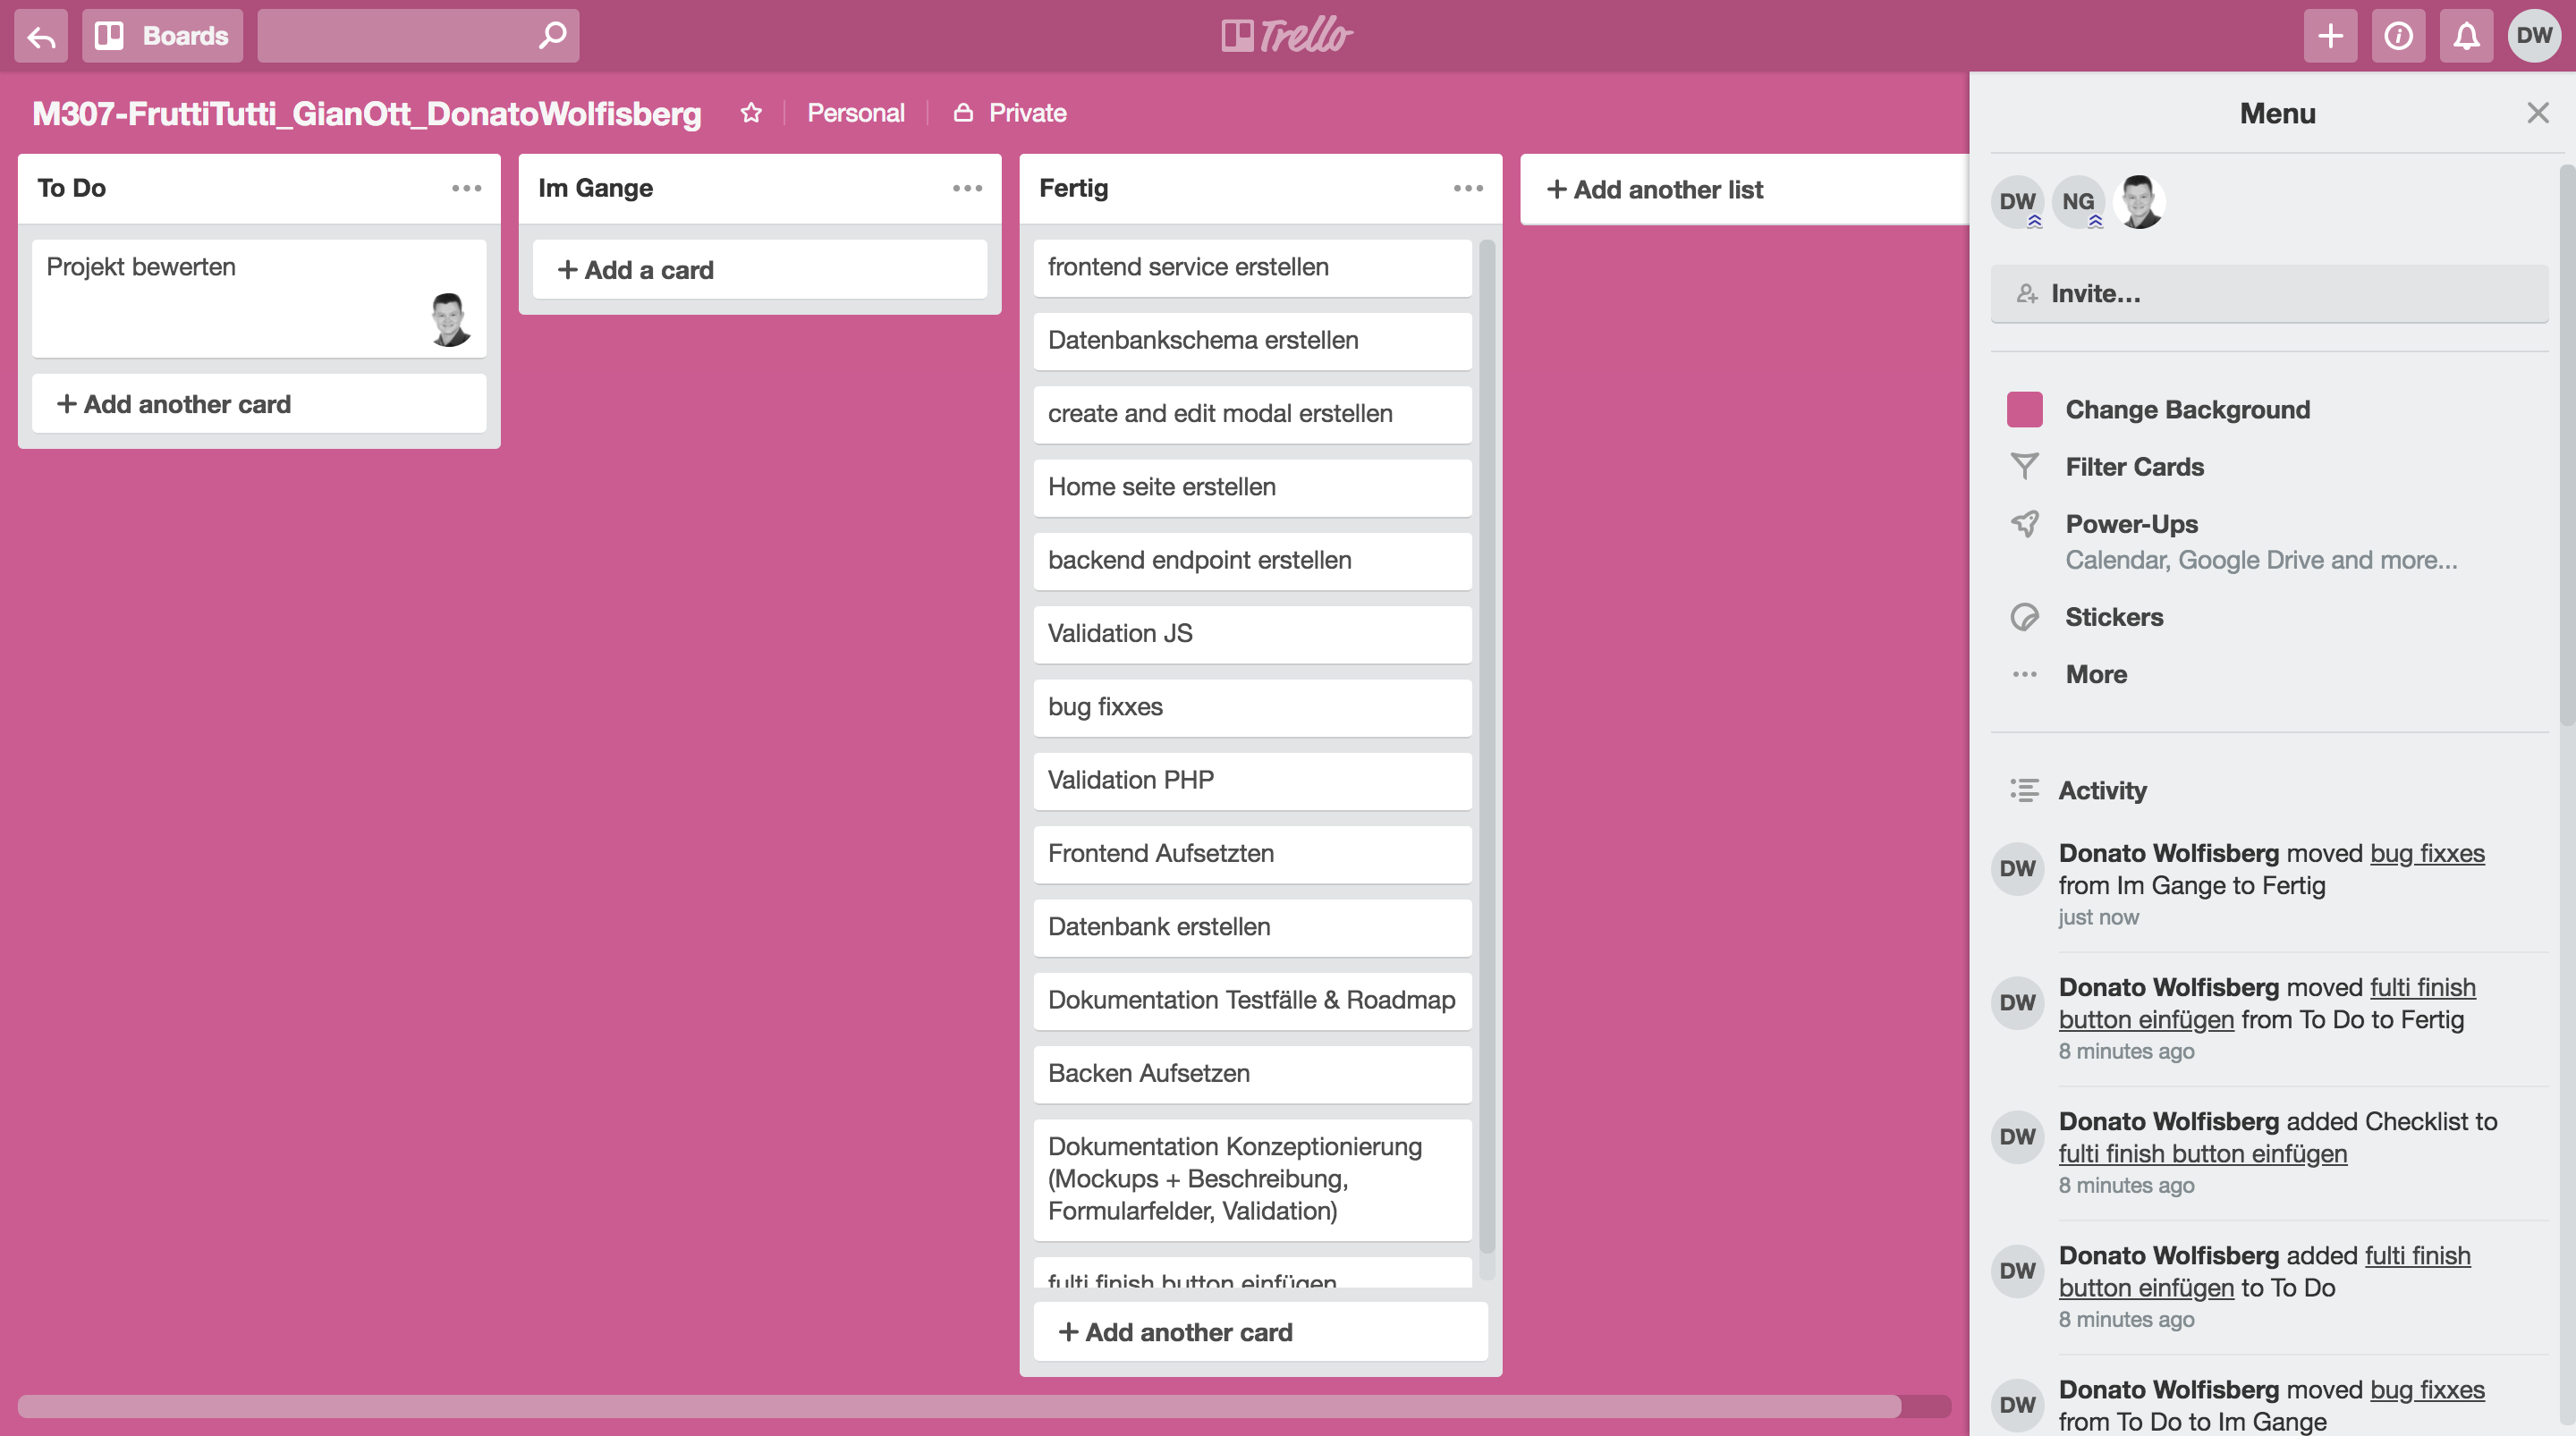 Boards
Trello
DW
M307-FruttiTutti_GianOtt_DonatoWolfisberg
Personal
Private
To Do
Projekt bewerten
+ Add another card
Im Gange
+ Add a card
Fertig
frontend service erstellen
Datenbankschema erstellen
create and edit modal erstellen
Home seite erstellen
backend endpoint erstellen
Validation JS
bug fixxes
Validation PHP
Frontend Aufsetzten
Datenbank erstellen
Dokumentation Testfälle & Roadmap
Backen Aufsetzen
Dokumentation Konzeptionierung
(Mockups + Beschreibung,
Formularfelder, Validation)
fulti finish button einfügen
+ Add another card
+ Add another list
Menu
DW
NG
Invite...
Change Background
Filter Cards
Power-Ups
Calendar, Google Drive and more...
Stickers
More
Activity
DW
Donato Wolfisberg moved bug fixxes
from Im Gange to Fertig
just now
DW
Donato Wolfisberg moved fulti finish
button einfügen from To Do to Fertig
8 minutes ago
DW
Donato Wolfisberg added Checklist to
fulti finish button einfügen
8 minutes ago
DW
Donato Wolfisberg added fulti finish
button einfügen to To Do
8 minutes ago
DW
Donato Wolfisberg moved bug fixxes
from To Do to Im Gange